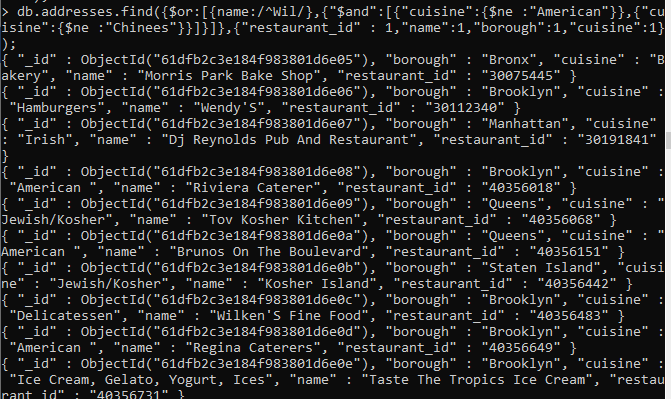 > db.addresses.find({$or:[{name:/^Wil/},{"$and":[{"cuisine":{$ne :"American"}},{"cu
isine":{$ne :"Chinees"}}]}]},{"restaurant_id" : 1,"name":1,"borough":1,"cuisine":1}
);
{ "_id" : ObjectId("61dfb2c3e184f983801d6e05"), "borough" : "Bronx", "cuisine" : "B
akery", "name" : "Morris Park Bake Shop", "restaurant_id" : "30075445" }
{ "_id" : ObjectId("61dfb2c3e184f983801d6e06"), "borough" : "Brooklyn", "cuisine" :
 "Hamburgers", "name" : "Wendy'S", "restaurant_id" : "30112340" }
{ "_id" : ObjectId("61dfb2c3e184f983801d6e07"), "borough" : "Manhattan", "cuisine"
: "Irish", "name" : "Dj Reynolds Pub And Restaurant", "restaurant_id" : "30191841"
}
{ "_id" : ObjectId("61dfb2c3e184f983801d6e08"), "borough" : "Brooklyn", "cuisine" :
 "American ", "name" : "Riviera Caterer", "restaurant_id" : "40356018" }
{ "_id" : ObjectId("61dfb2c3e184f983801d6e09"), "borough" : "Queens", "cuisine" : "
Jewish/Kosher", "name" : "Tov Kosher Kitchen", "restaurant_id" : "40356068" }
{ "_id" : ObjectId("61dfb2c3e184f983801d6e0a"), "borough" : "Queens", "cuisine" : "
American ", "name" : "Brunos On The Boulevard", "restaurant_id" : "40356151" }
{ "_id" : ObjectId("61dfb2c3e184f983801d6e0b"), "borough" : "Staten Island", "cuisi
ne" : "Jewish/Kosher", "name" : "Kosher Island", "restaurant_id" : "40356442" }
{ "_id" : ObjectId("61dfb2c3e184f983801d6e0c"), "borough" : "Brooklyn", "cuisine" :
 "Delicatessen", "name" : "Wilken'S Fine Food", "restaurant_id" : "40356483" }
{ "_id" : ObjectId("61dfb2c3e184f983801d6e0d"), "borough" : "Brooklyn", "cuisine" :
 "American ", "name" : "Regina Caterers", "restaurant_id" : "40356649" }
{ "_id" : ObjectId("61dfb2c3e184f983801d6e0e"), "borough" : "Brooklyn", "cuisine" :
 "Ice Cream, Gelato, Yogurt, Ices", "name" : "Taste The Tropics Ice Cream", "restau
rant_id" : "40356731" }